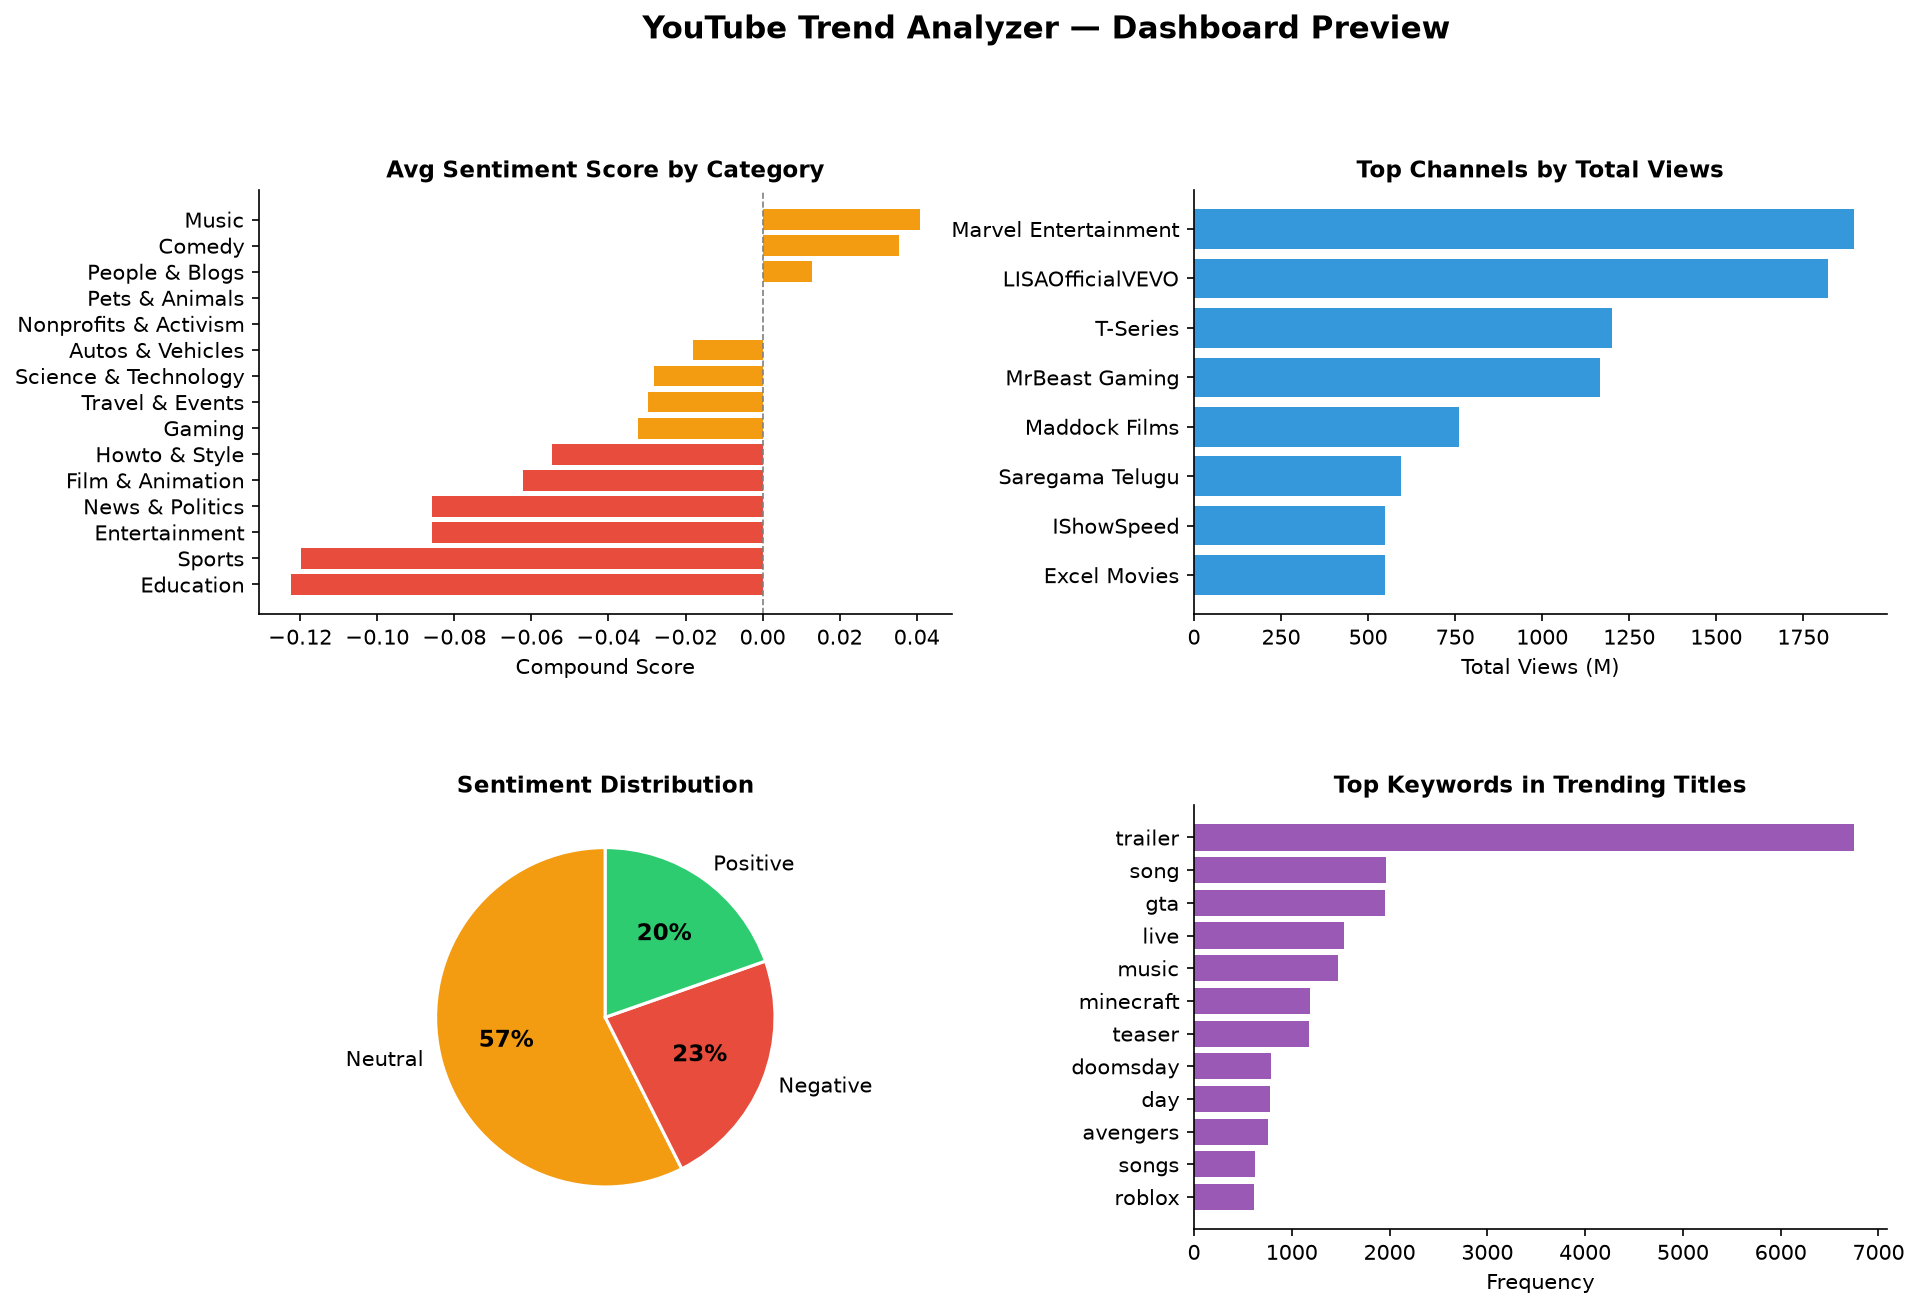 YouTube Trend Analyzer — Dashboard Preview
Avg Sentiment Score by Category
Music
Comedy
People & Blogs
Pets & Animals
Nonprofits & Activism
Autos & Vehicles
Science & Technology
Travel & Events
Gaming
Howto & Style
Film & Animation
News & Politics
Entertainment
Sports
Education
−0.12 −0.10 −0.08 −0.06 −0.04 −0.02 0.00 0.02 0.04
Compound Score
Top Channels by Total Views
Marvel Entertainment
LISAOfficialVEVO
T-Series
MrBeast Gaming
Maddock Films
Saregama Telugu
IShowSpeed
Excel Movies
0 250 500 750 1000 1250 1500 1750
Total Views (M)
Sentiment Distribution
Positive
20%
57%
23%
Neutral
Negative
Top Keywords in Trending Titles
trailer
song
gta
live
music
minecraft
teaser
doomsday
day
avengers
songs
roblox
0 1000 2000 3000 4000 5000 6000 7000
Frequency